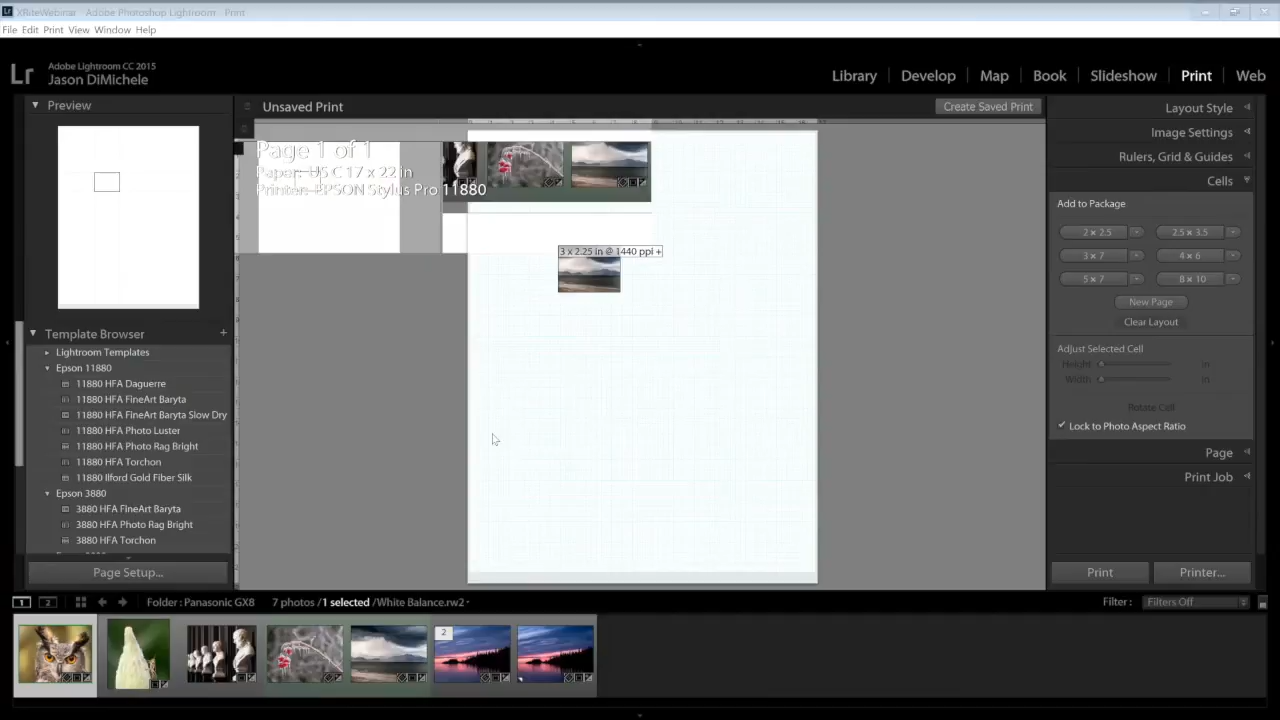 XRiteWebinar - Adobe Photoshop Lightroom - Print
File Edit Print View Window Help
Lr
Adobe Lightroom CC 2015
Jason DiMichele
Library
Develop
Map
Book
Slideshow
Print
Web
Preview
Unsaved Print
Create Saved Print
Page 1 of 1
Paper: US C 17 x 22 in
Printer: EPSON Stylus Pro 11880
3 x 2.25 in @ 1440 ppi +
Template Browser
+
Lightroom Templates
Epson 11880
11880 HFA Daguerre
11880 HFA FineArt Baryta
11880 HFA FineArt Baryta Slow Dry
11880 HFA Photo Luster
11880 HFA Photo Rag Bright
11880 HFA Torchon
11880 Ilford Gold Fiber Silk
Epson 3880
3880 HFA FIneArt Baryta
3880 HFA Photo Rag Bright
3880 HFA Torchon
Page Setup...
Layout Style
Image Settings
Rulers, Grid & Guides
Cells
Add to Package
2 × 2.5
2.5 × 3.5
3 × 7
4 × 6
5 × 7
8 × 10
New Page
Clear Layout
Adjust Selected Cell
Height
in
Width
in
Rotate Cell
Lock to Photo Aspect Ratio
Page
Print Job
Print
Printer...
1
2
Folder : Panasonic GX8
7 photos / 1 selected / White Balance.rw2
Filter :
Filters Off
2